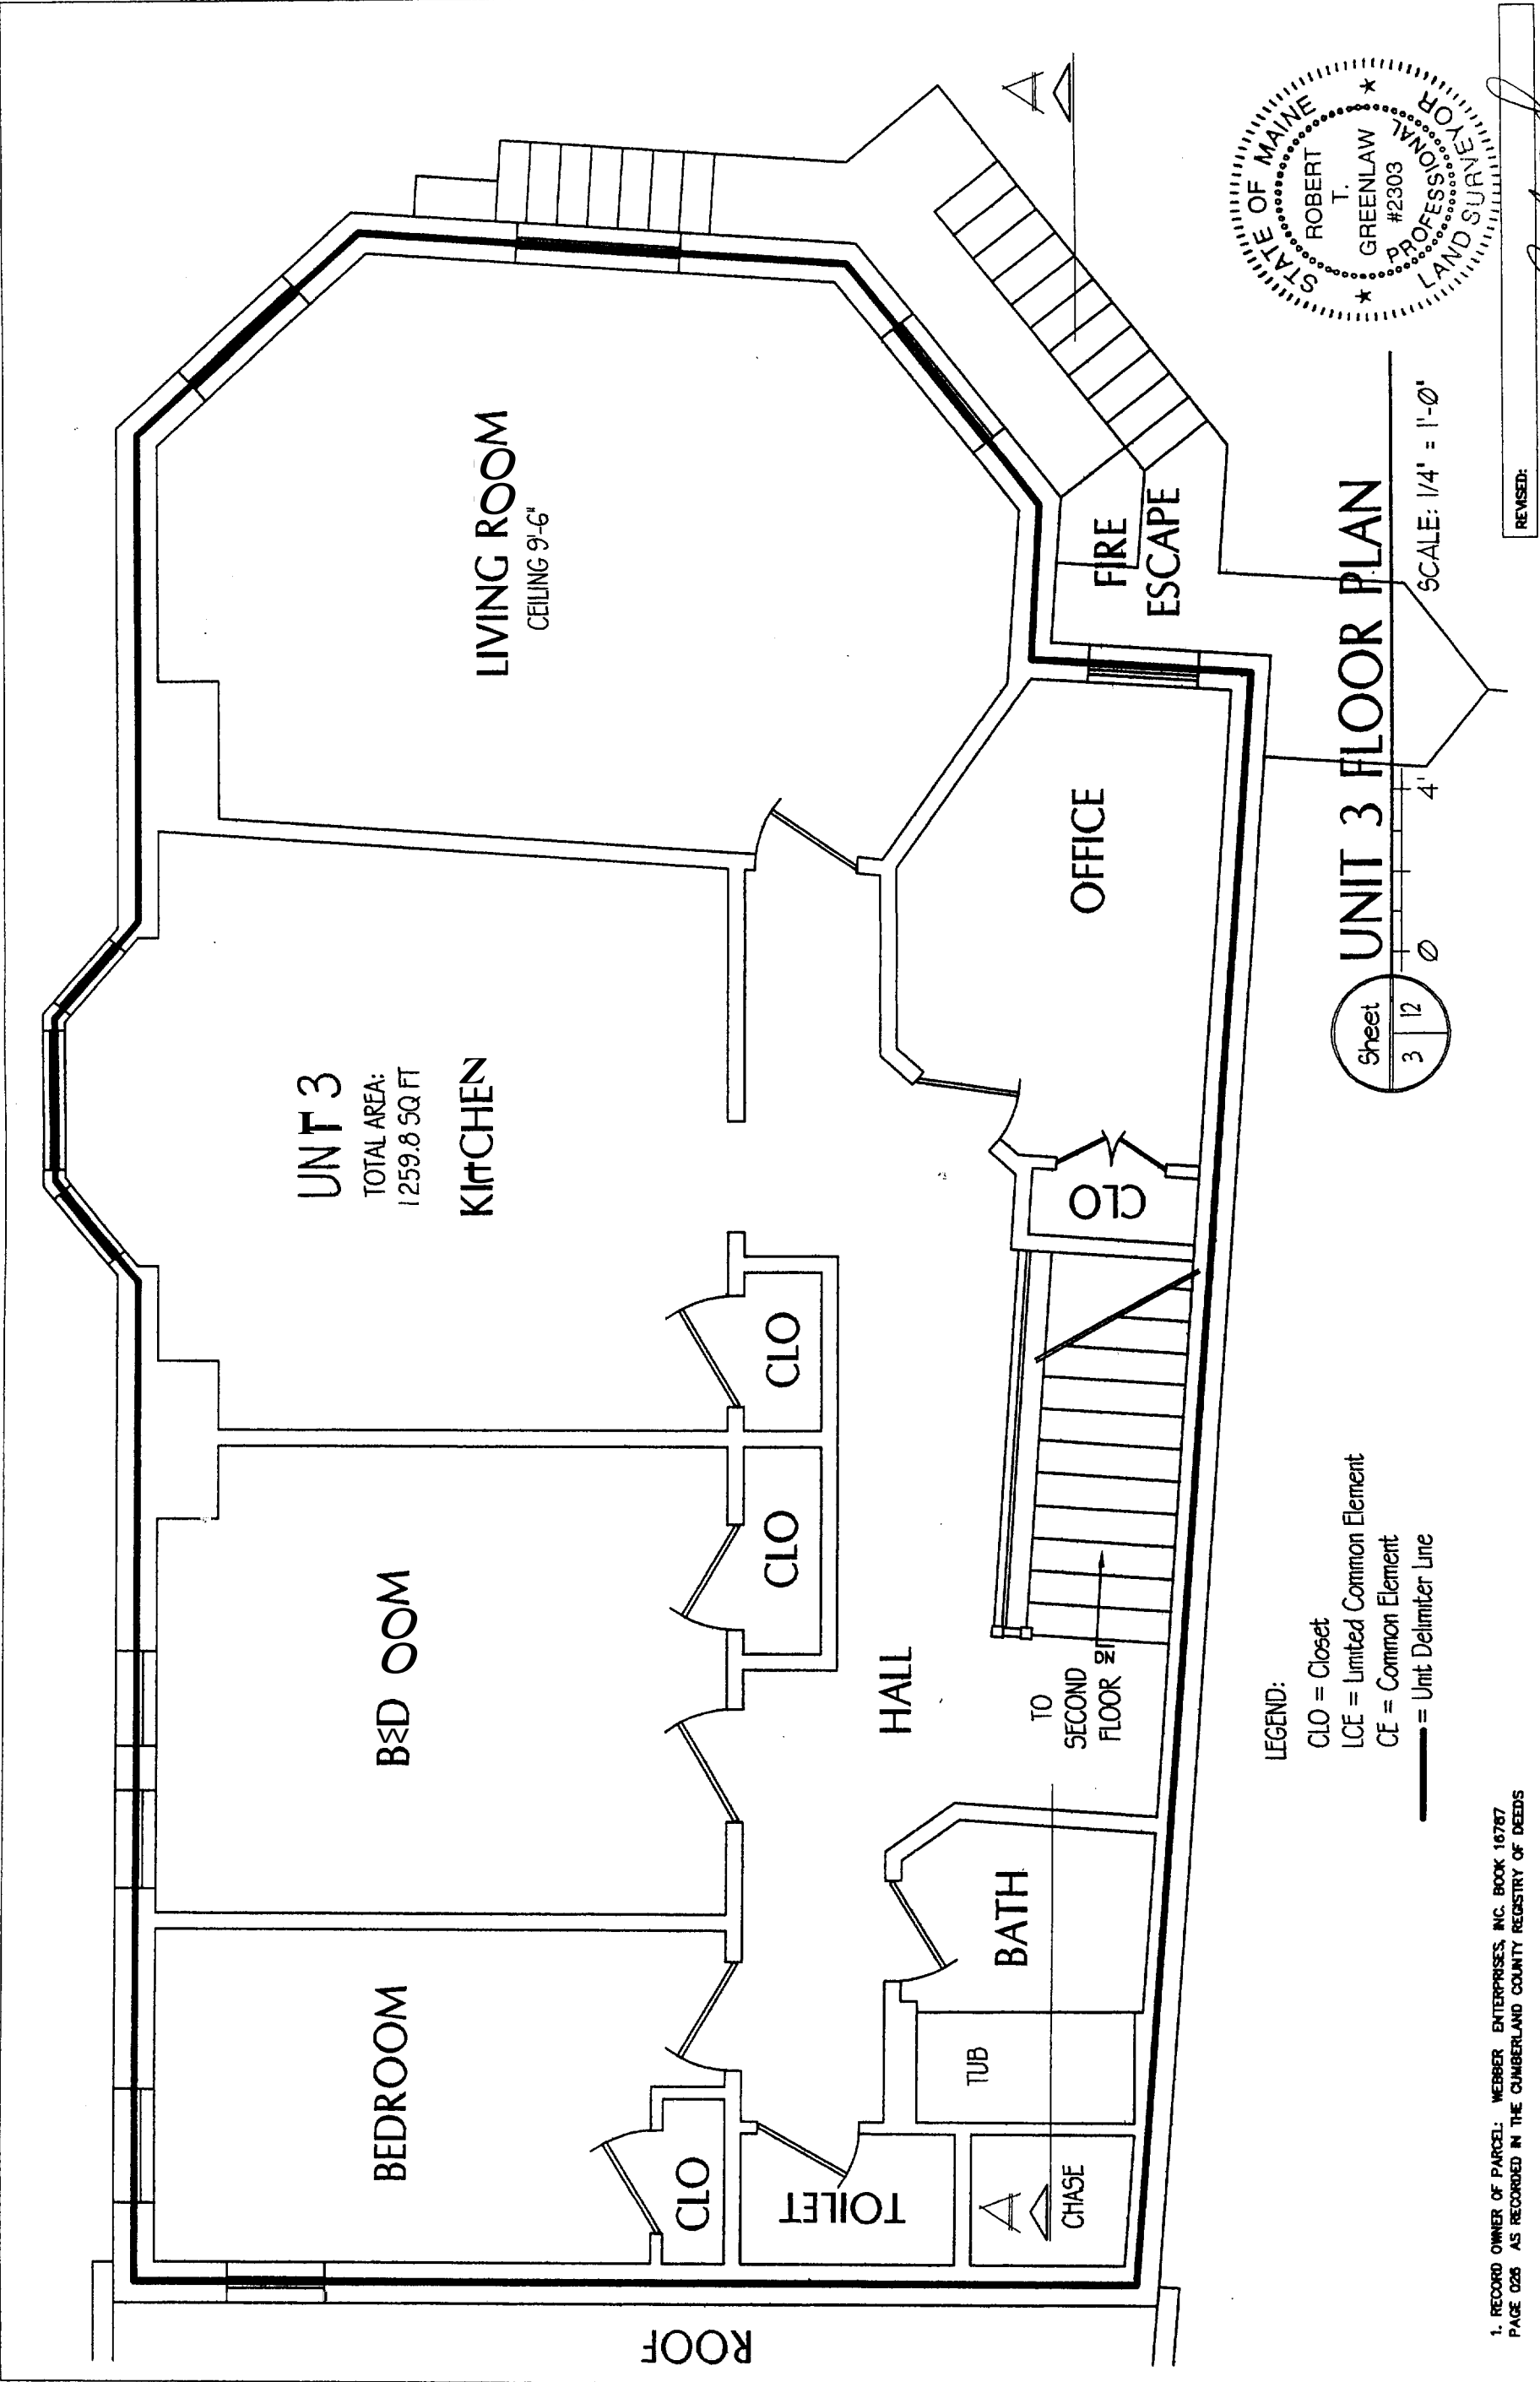 UNIT 3
TOTAL AREA:
1259.8 SQ FT
KITCHEN
LIVING ROOM
CEILING 9'-6"
BED OOM
BEDROOM
CLO
CLO
CLO
CLO
HALL
OFFICE
FIRE
ESCAPE
TO
SECOND
FLOOR
DN
BATH
TUB
TOILET
CHASE
A
A
ROOF
LEGEND:
CLO = Closet
LCE = Limited Common Element
CE = Common Element
= Unit Delimiter Line
Sheet
3 12
UNIT 3 FLOOR PLAN
0 4'
SCALE: 1/4" = 1'-0"
STATE OF MAINE
ROBERT
T.
GREENLAW
#2303
PROFESSIONAL
LAND SURVEYOR
REVISED:
1. RECORD OWNER OF PARCEL: WEBBER ENTERPRISES, INC. BOOK 16787
PAGE 026 AS RECORDED IN THE CUMBERLAND COUNTY REGISTRY OF DEEDS